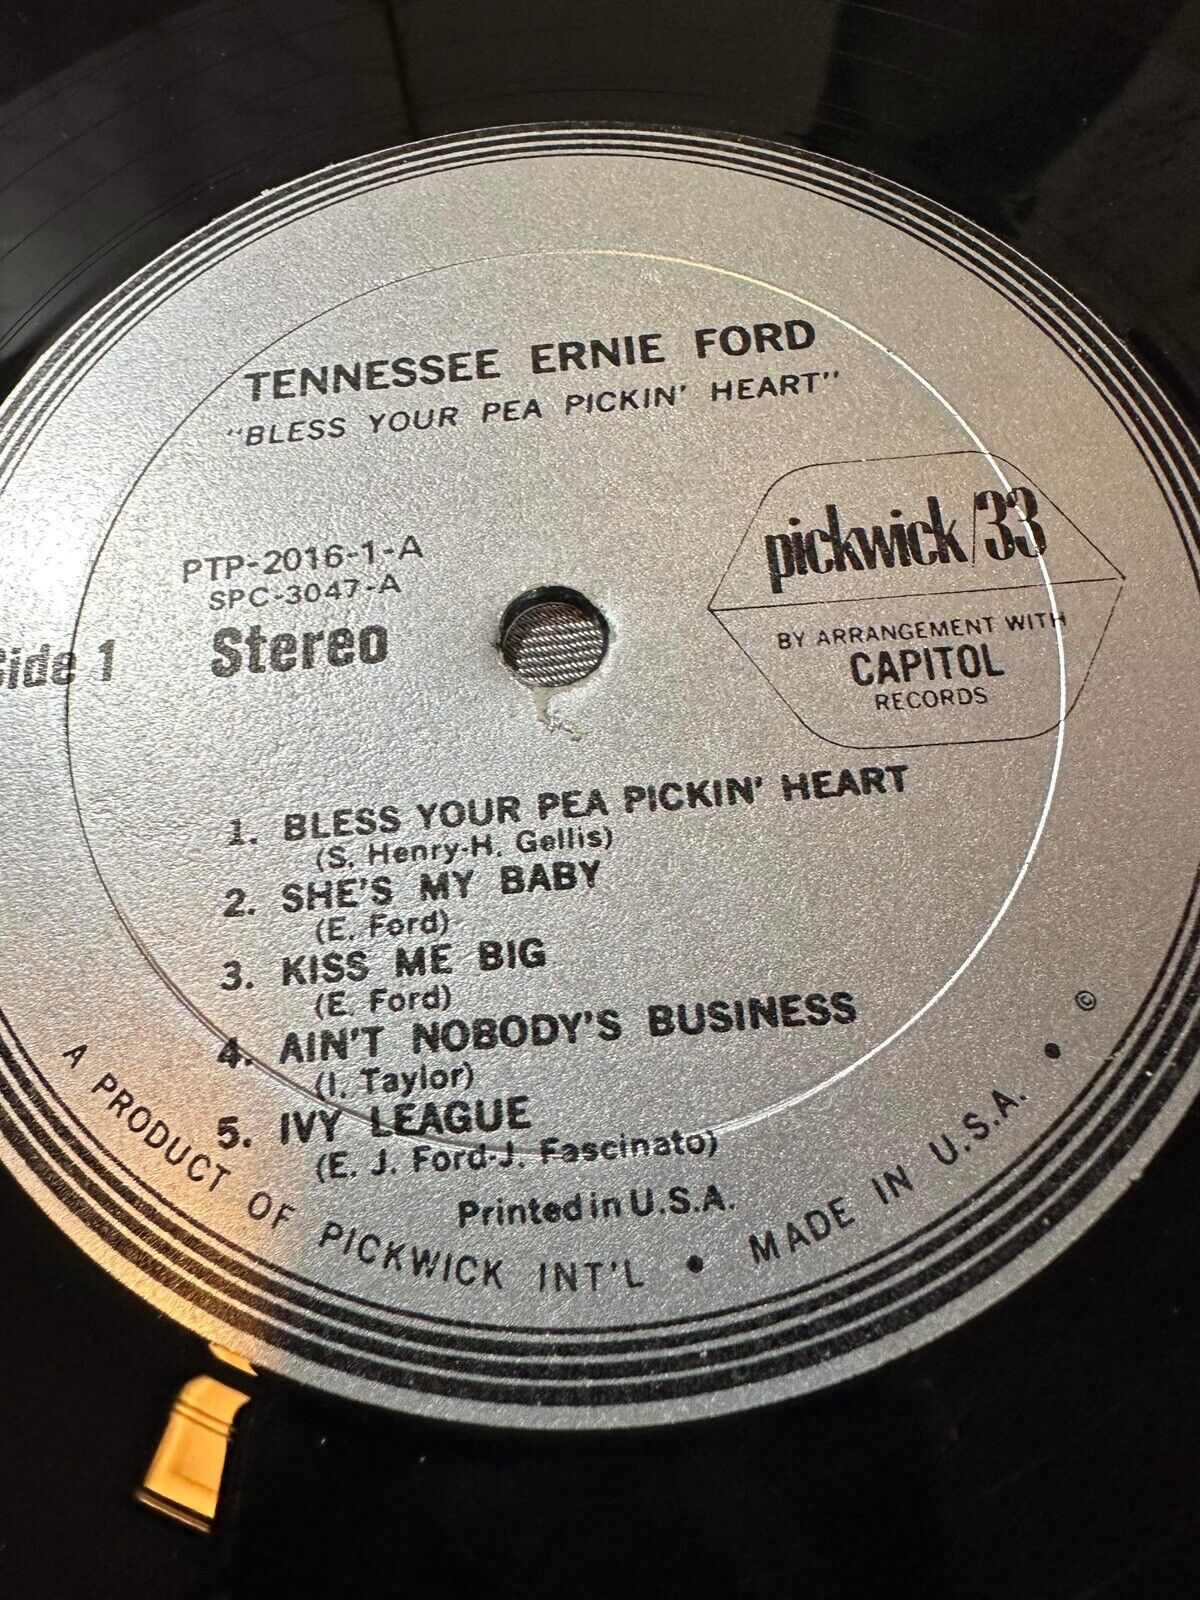 TENNESSEE ERNIE FORD
"BLESS YOUR PEA PICKIN' HEART"
PTP-2016-1-A
SPC-3047-A
Side 1 Stereo
pickwick/33
BY ARRANGEMENT WITH
CAPITOL
RECORDS
1. BLESS YOUR PEA PICKIN' HEART
(S. Henry-H. Gellis)
2. SHE'S MY BABY
(E. Ford)
3. KISS ME BIG
(E. Ford)
4. AIN'T NOBODY'S BUSINESS
(I. Taylor)
5. IVY LEAGUE
(E. J. Ford-J. Fascinato)
Printed in U.S.A.
A PRODUCT OF PICKWICK INT'L • MADE IN U.S.A. • ©